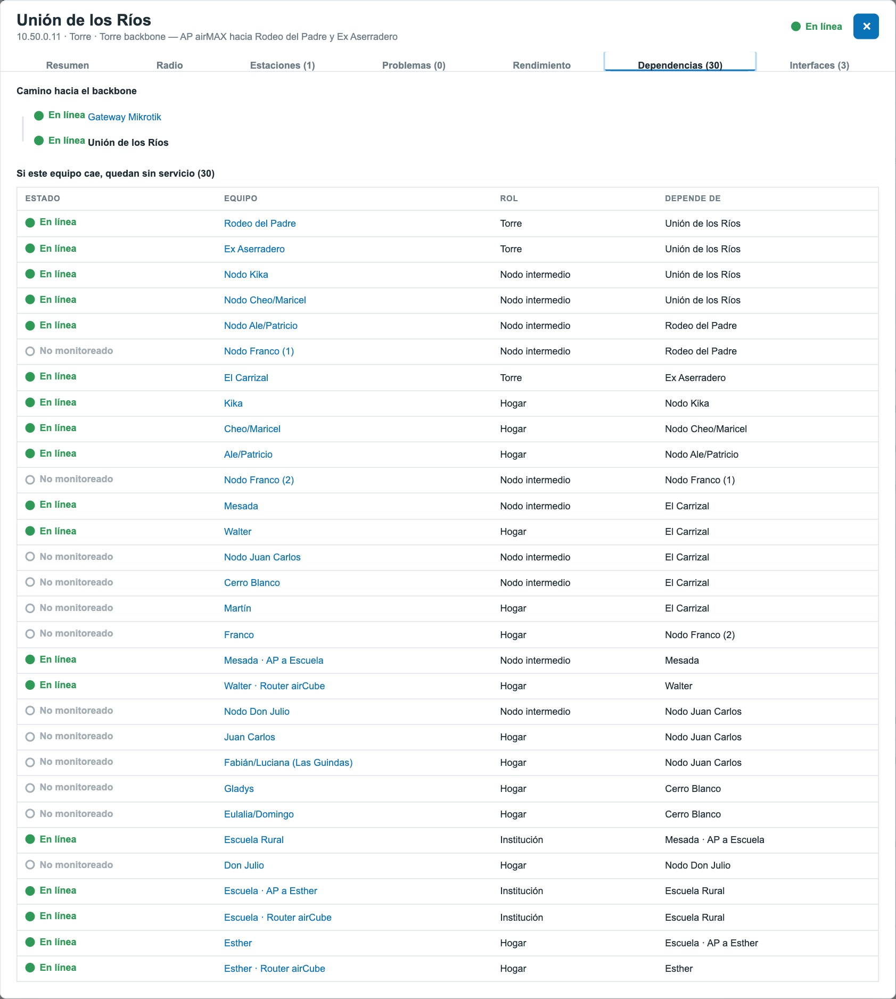 Unión de los Ríos
10.50.0.11 · Torre · Torre backbone — AP airMAX hacia Rodeo del Padre y Ex Aserradero
En línea
×
Resumen Radio Estaciones (1) Problemas (0) Rendimiento Dependencias (30) Interfaces (3)
Camino hacia el backbone
En línea Gateway Mikrotik
En línea Unión de los Ríos
Si este equipo cae, quedan sin servicio (30)
ESTADO EQUIPO ROL DEPENDE DE
En línea Rodeo del Padre Torre Unión de los Ríos
En línea Ex Aserradero Torre Unión de los Ríos
En línea Nodo Kika Nodo intermedio Unión de los Ríos
En línea Nodo Cheo/Maricel Nodo intermedio Unión de los Ríos
En línea Nodo Ale/Patricio Nodo intermedio Rodeo del Padre
No monitoreado Nodo Franco (1) Nodo intermedio Rodeo del Padre
En línea El Carrizal Torre Ex Aserradero
En línea Kika Hogar Nodo Kika
En línea Cheo/Maricel Hogar Nodo Cheo/Maricel
En línea Ale/Patricio Hogar Nodo Ale/Patricio
No monitoreado Nodo Franco (2) Nodo intermedio Nodo Franco (1)
En línea Mesada Nodo intermedio El Carrizal
En línea Walter Hogar El Carrizal
No monitoreado Nodo Juan Carlos Nodo intermedio El Carrizal
No monitoreado Cerro Blanco Nodo intermedio El Carrizal
No monitoreado Martín Hogar El Carrizal
No monitoreado Franco Hogar Nodo Franco (2)
En línea Mesada · AP a Escuela Nodo intermedio Mesada
En línea Walter · Router airCube Hogar Walter
No monitoreado Nodo Don Julio Nodo intermedio Nodo Juan Carlos
No monitoreado Juan Carlos Hogar Nodo Juan Carlos
No monitoreado Fabián/Luciana (Las Guindas) Hogar Nodo Juan Carlos
No monitoreado Gladys Hogar Cerro Blanco
No monitoreado Eulalia/Domingo Hogar Cerro Blanco
En línea Escuela Rural Institución Mesada · AP a Escuela
No monitoreado Don Julio Hogar Nodo Don Julio
En línea Escuela · AP a Esther Institución Escuela Rural
En línea Escuela · Router airCube Institución Escuela Rural
En línea Esther Hogar Escuela · AP a Esther
En línea Esther · Router airCube Hogar Esther